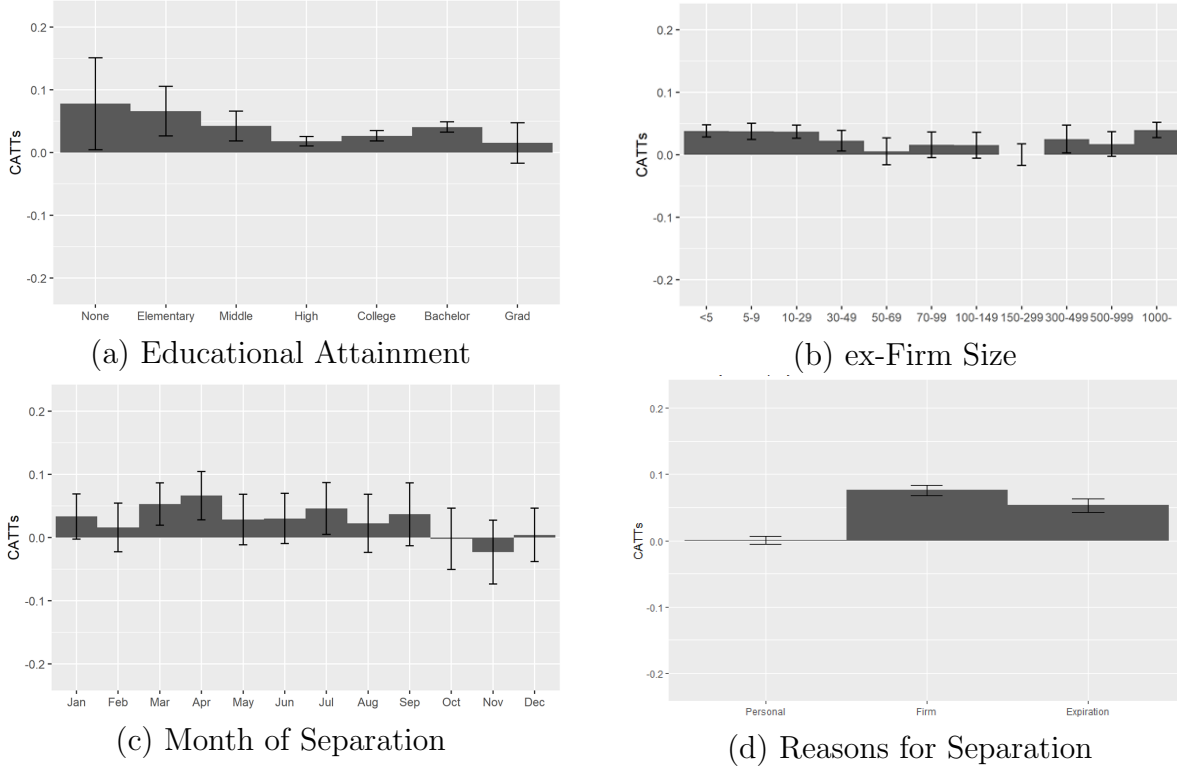 CATTs
0.2
0.1
0.0
-0.1
-0.2
None Elementary Middle High College Bachelor Grad
(a) Educational Attainment
CATTs
0.2
0.1
0.0
-0.1
-0.2
<5 5-9 10-29 30-49 50-69 70-99 100-149 150-299 300-499 500-999 1000-
(b) ex-Firm Size
CATTs
0.2
0.1
0.0
-0.1
-0.2
Jan Feb Mar Apr May Jun Jul Aug Sep Oct Nov Dec
(c) Month of Separation
CATTs
0.2
0.1
0.0
-0.1
-0.2
Personal Firm Expiration
(d) Reasons for Separation